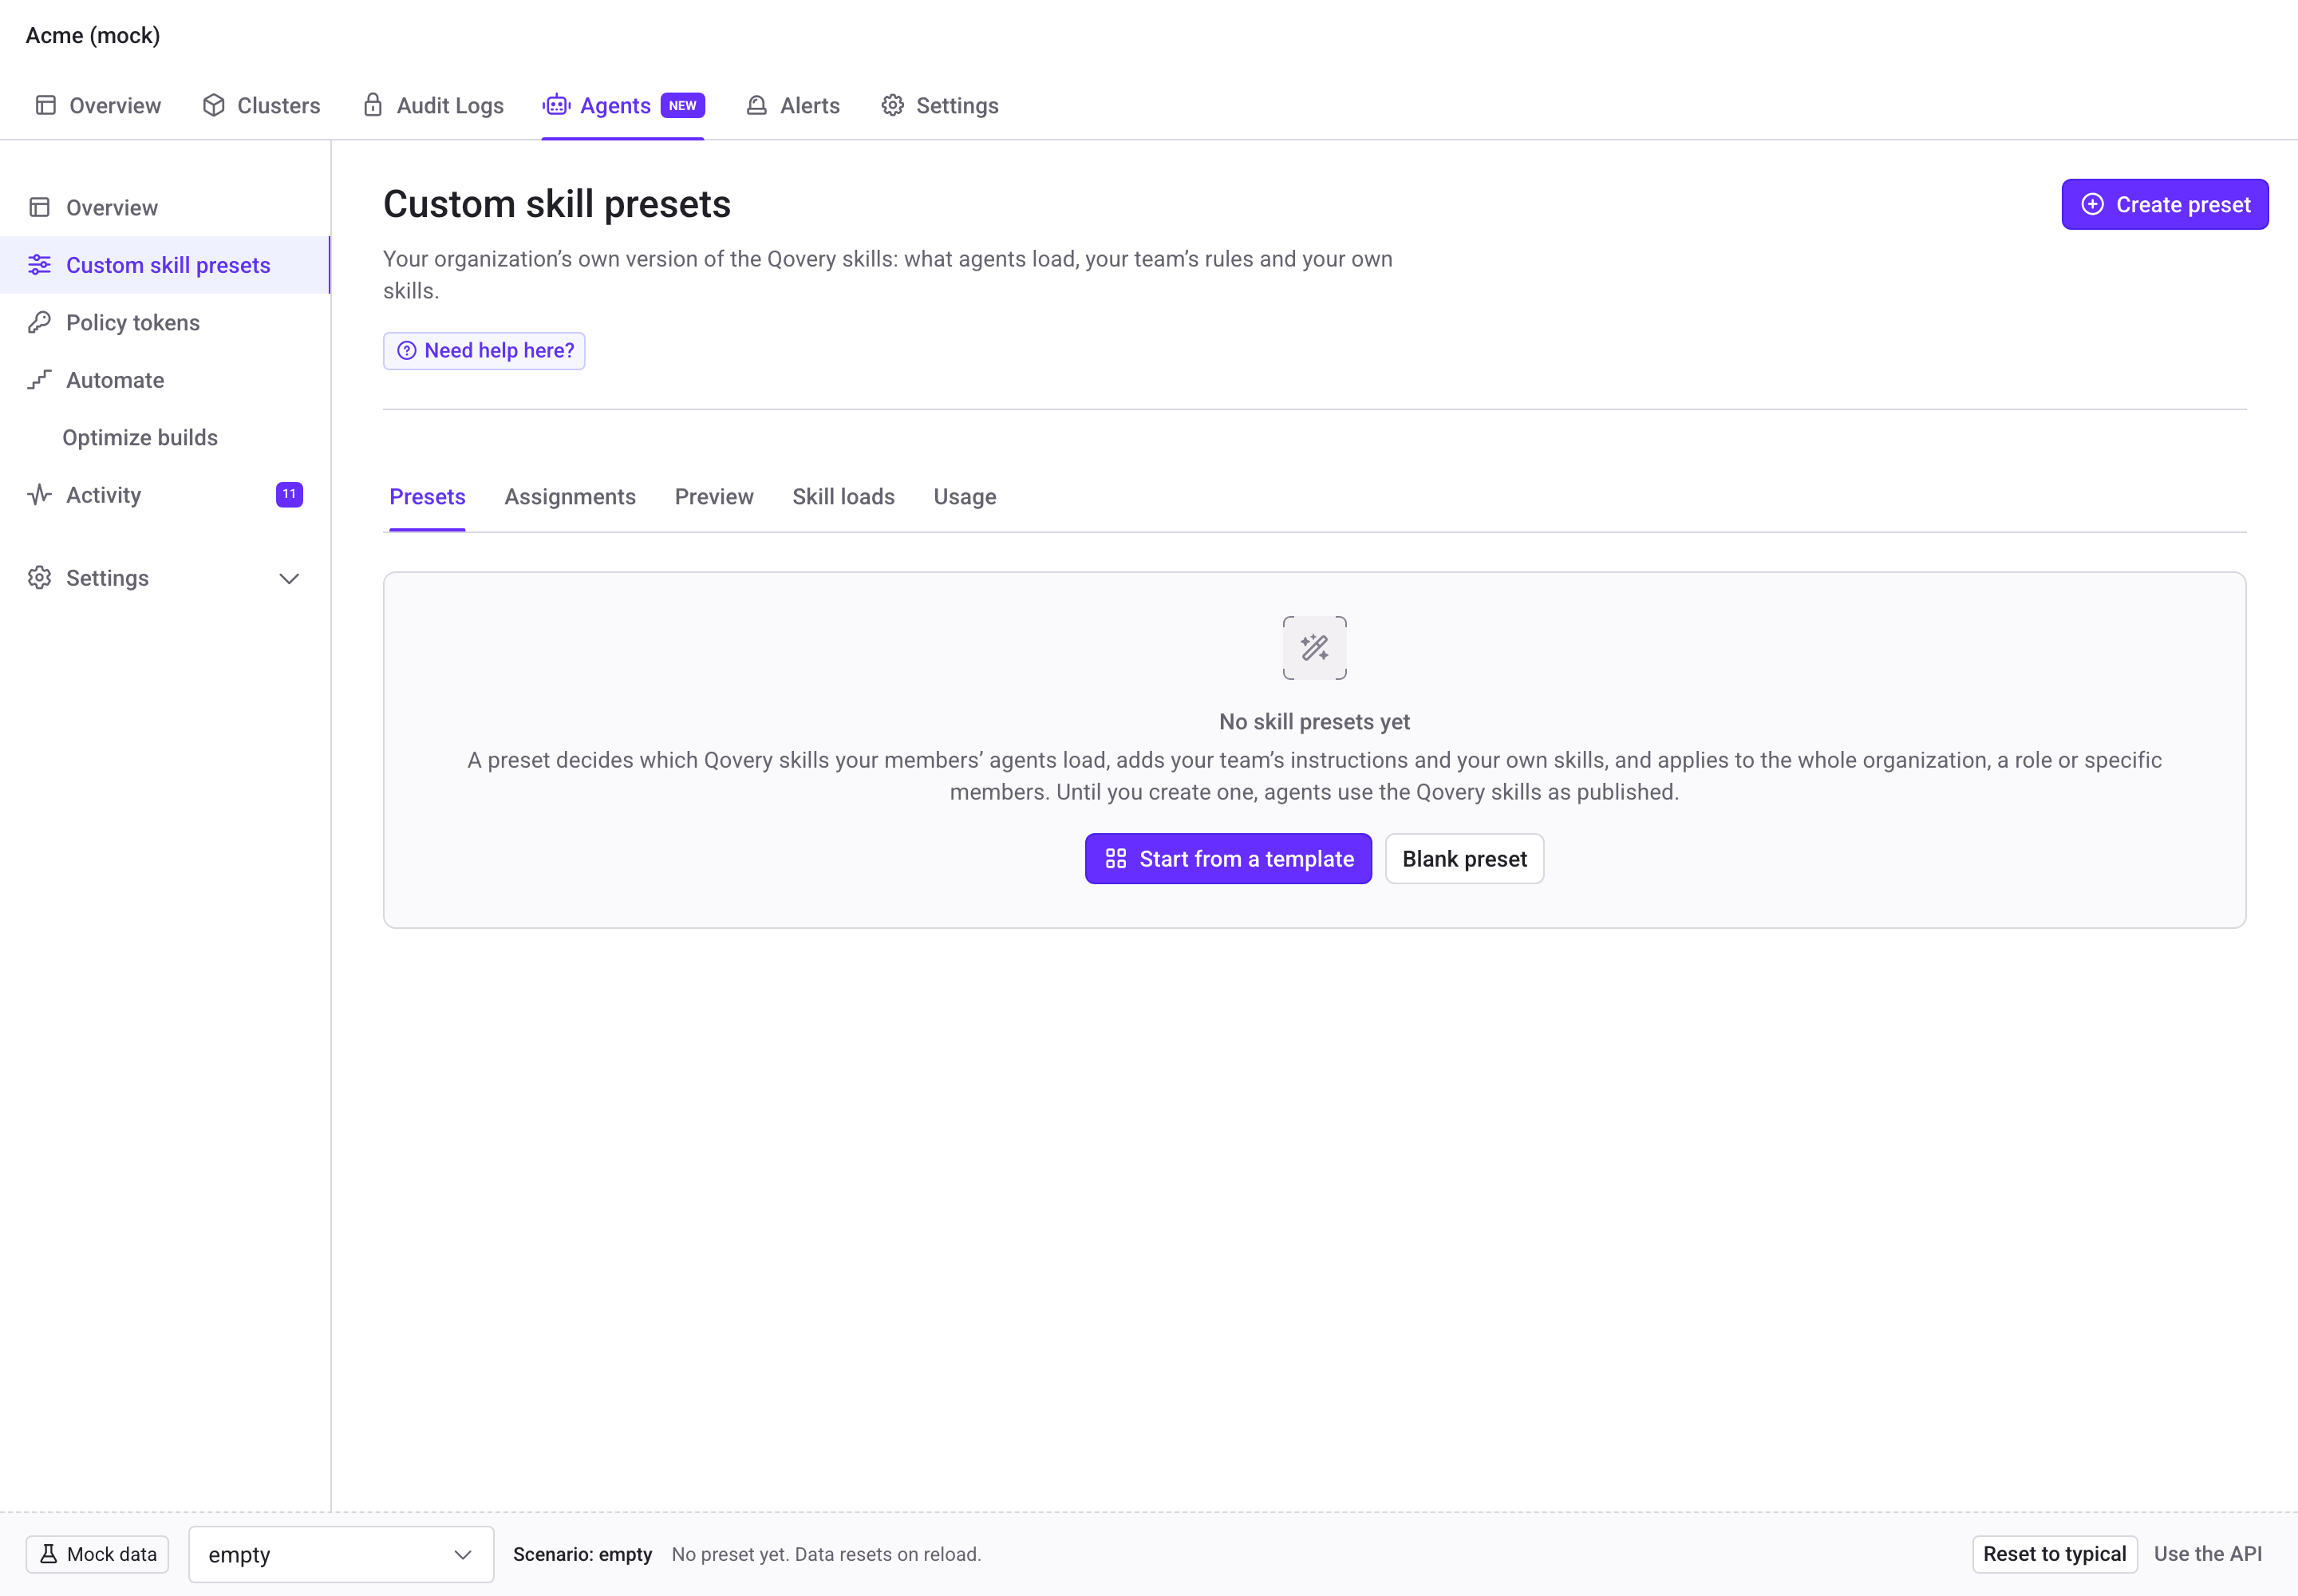 Acme (mock)
Overview
Clusters
Audit Logs
Agents NEW
Alerts
Settings
Overview
Custom skill presets
Policy tokens
Automate
Optimize builds
Activity 11
Settings
Custom skill presets
Create preset
Your organization’s own version of the Qovery skills: what agents load, your team’s rules and your own
skills.
Need help here?
Presets
Assignments
Preview
Skill loads
Usage
No skill presets yet
A preset decides which Qovery skills your members’ agents load, adds your team’s instructions and your own skills, and applies to the whole organization, a role or specific
members. Until you create one, agents use the Qovery skills as published.
Start from a template
Blank preset
Mock data
empty
Scenario: empty
No preset yet. Data resets on reload.
Reset to typical
Use the API